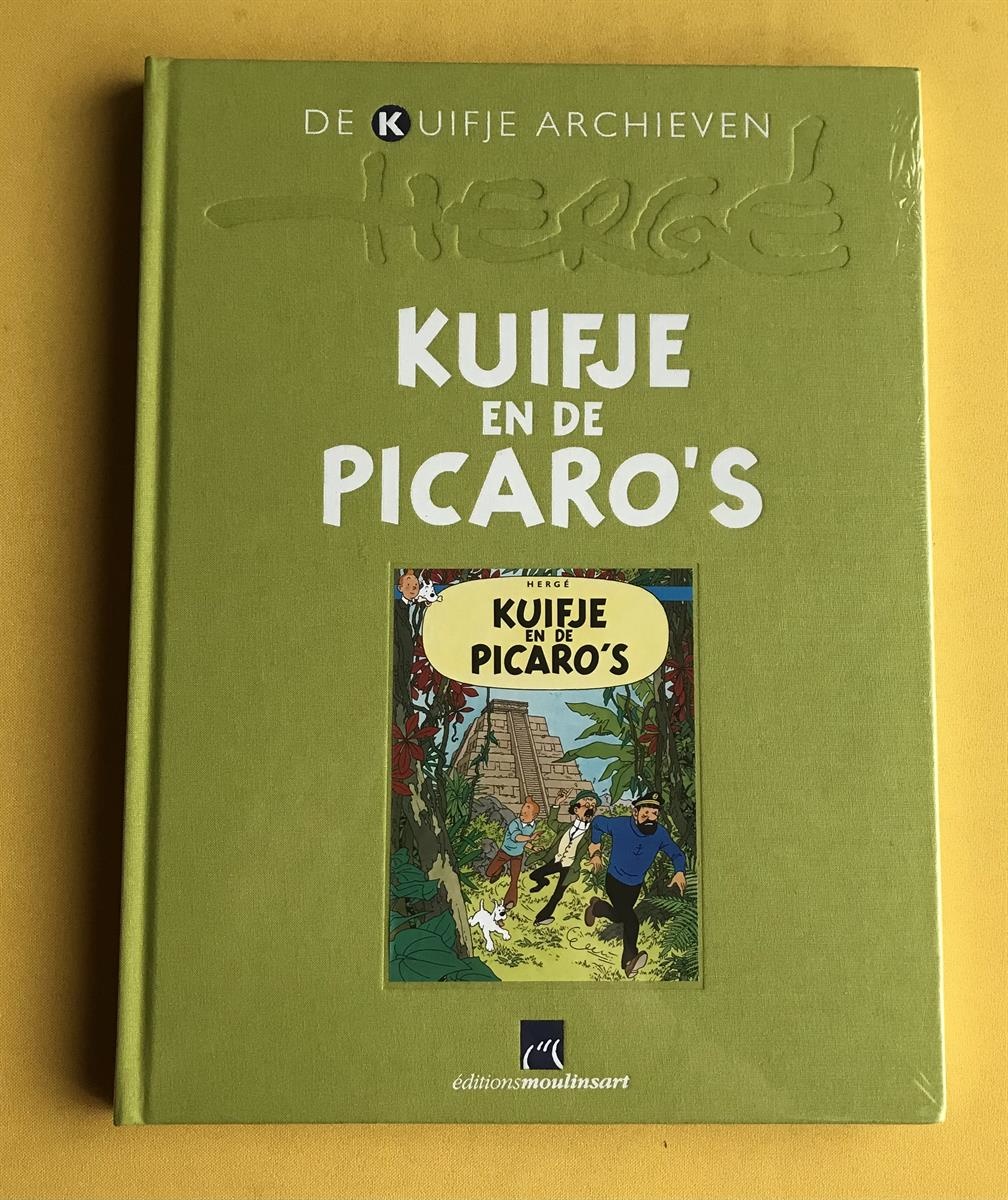 DE KUIFJE ARCHIEVEN
HERGÉ
KUIFJE
EN DE
PICARO'S
HERGÉ
KUIFJE
EN DE
PICARO'S
éditionsmoulinsart